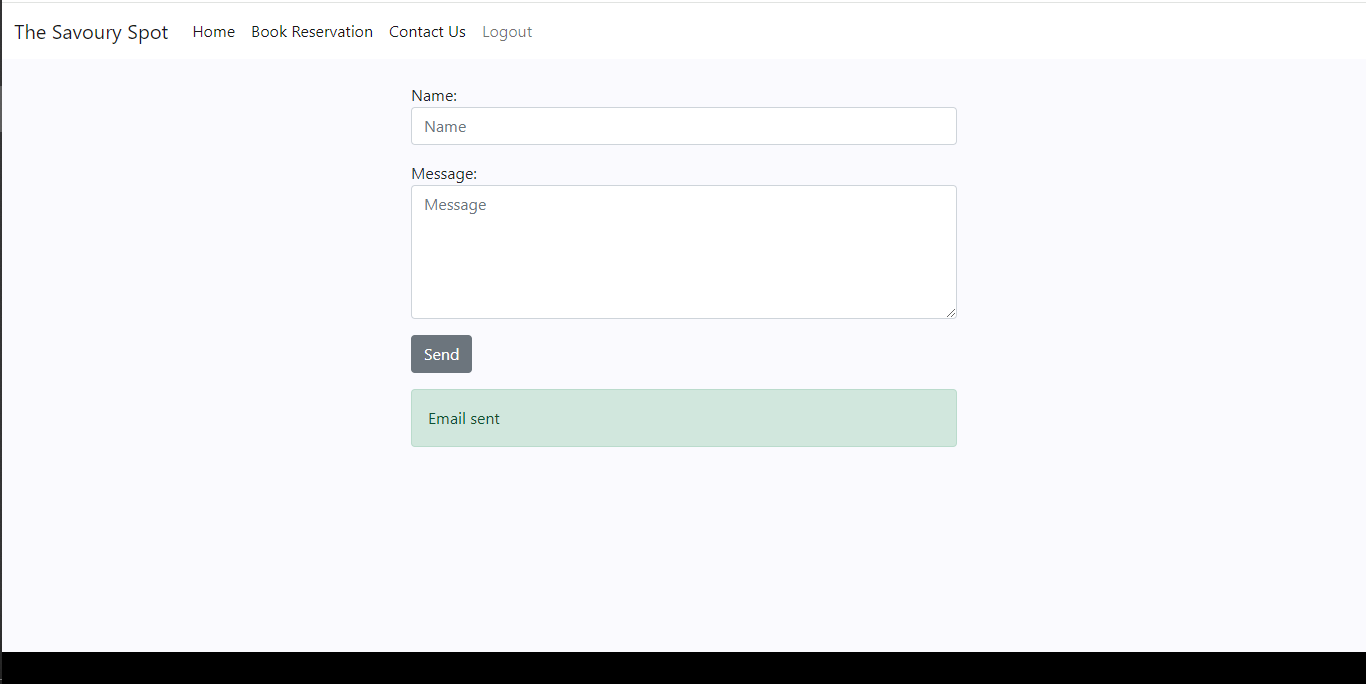 The Savoury Spot Home Book Reservation Contact Us Logout
Name:
Name
Message:
Message
Send
Email sent